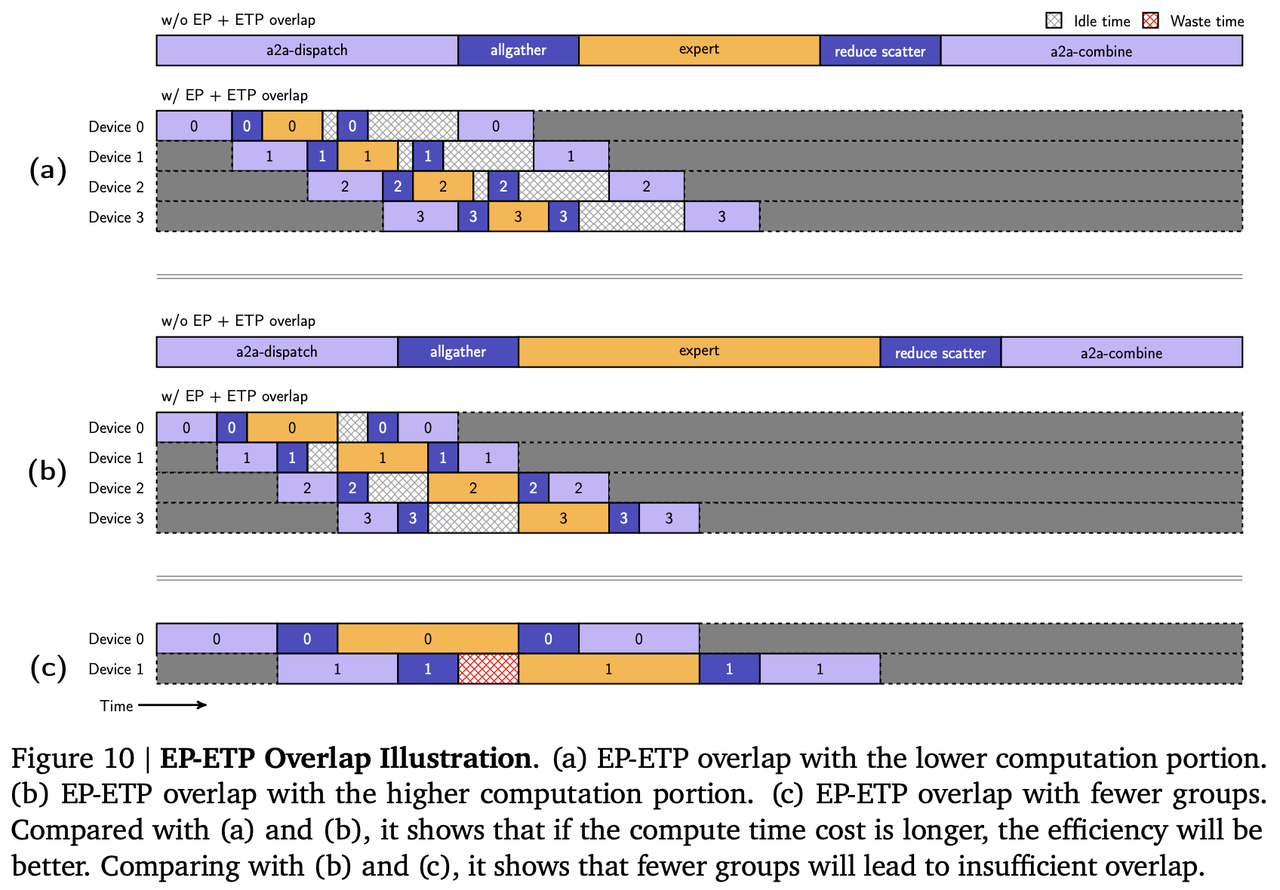 w/o EP + ETP overlap
Idle time Waste time
a2a-dispatch allgather expert reduce scatter a2a-combine
w/ EP + ETP overlap
(a)
Device 0 0 0 0 0 0
Device 1 1 1 1 1 1
Device 2 2 2 2 2 2
Device 3 3 3 3 3 3
w/o EP + ETP overlap
a2a-dispatch allgather expert reduce scatter a2a-combine
w/ EP + ETP overlap
(b)
Device 0 0 0 0 0 0
Device 1 1 1 1 1 1
Device 2 2 2 2 2 2
Device 3 3 3 3 3 3
(c)
Device 0 0 0 0 0 0
Device 1 1 1 1 1 1
Time
Figure 10 | EP-ETP Overlap Illustration. (a) EP-ETP overlap with the lower computation portion.
(b) EP-ETP overlap with the higher computation portion. (c) EP-ETP overlap with fewer groups.
Compared with (a) and (b), it shows that if the compute time cost is longer, the efficiency will be
better. Comparing with (b) and (c), it shows that fewer groups will lead to insufficient overlap.